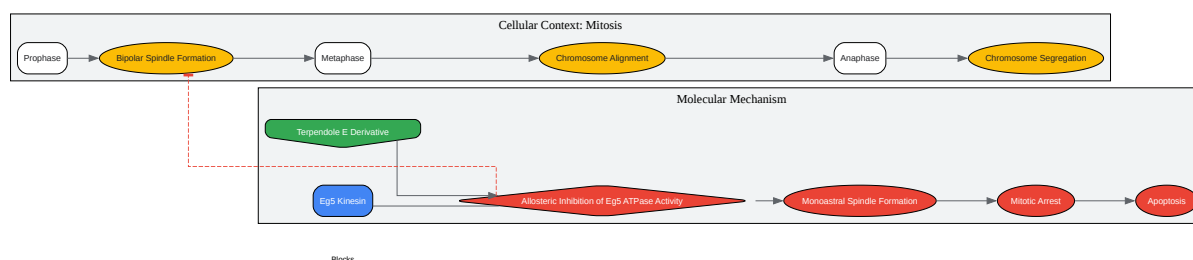 Cellular Context: Mitosis
Prophase
Bipolar Spindle Formation
Metaphase
Chromosome Alignment
Anaphase
Chromosome Segregation
Molecular Mechanism
Terpendole E Derivative
Eg5 Kinesin
Allosteric Inhibition of Eg5 ATPase Activity
Monoastral Spindle Formation
Mitotic Arrest
Apoptosis
Blocks